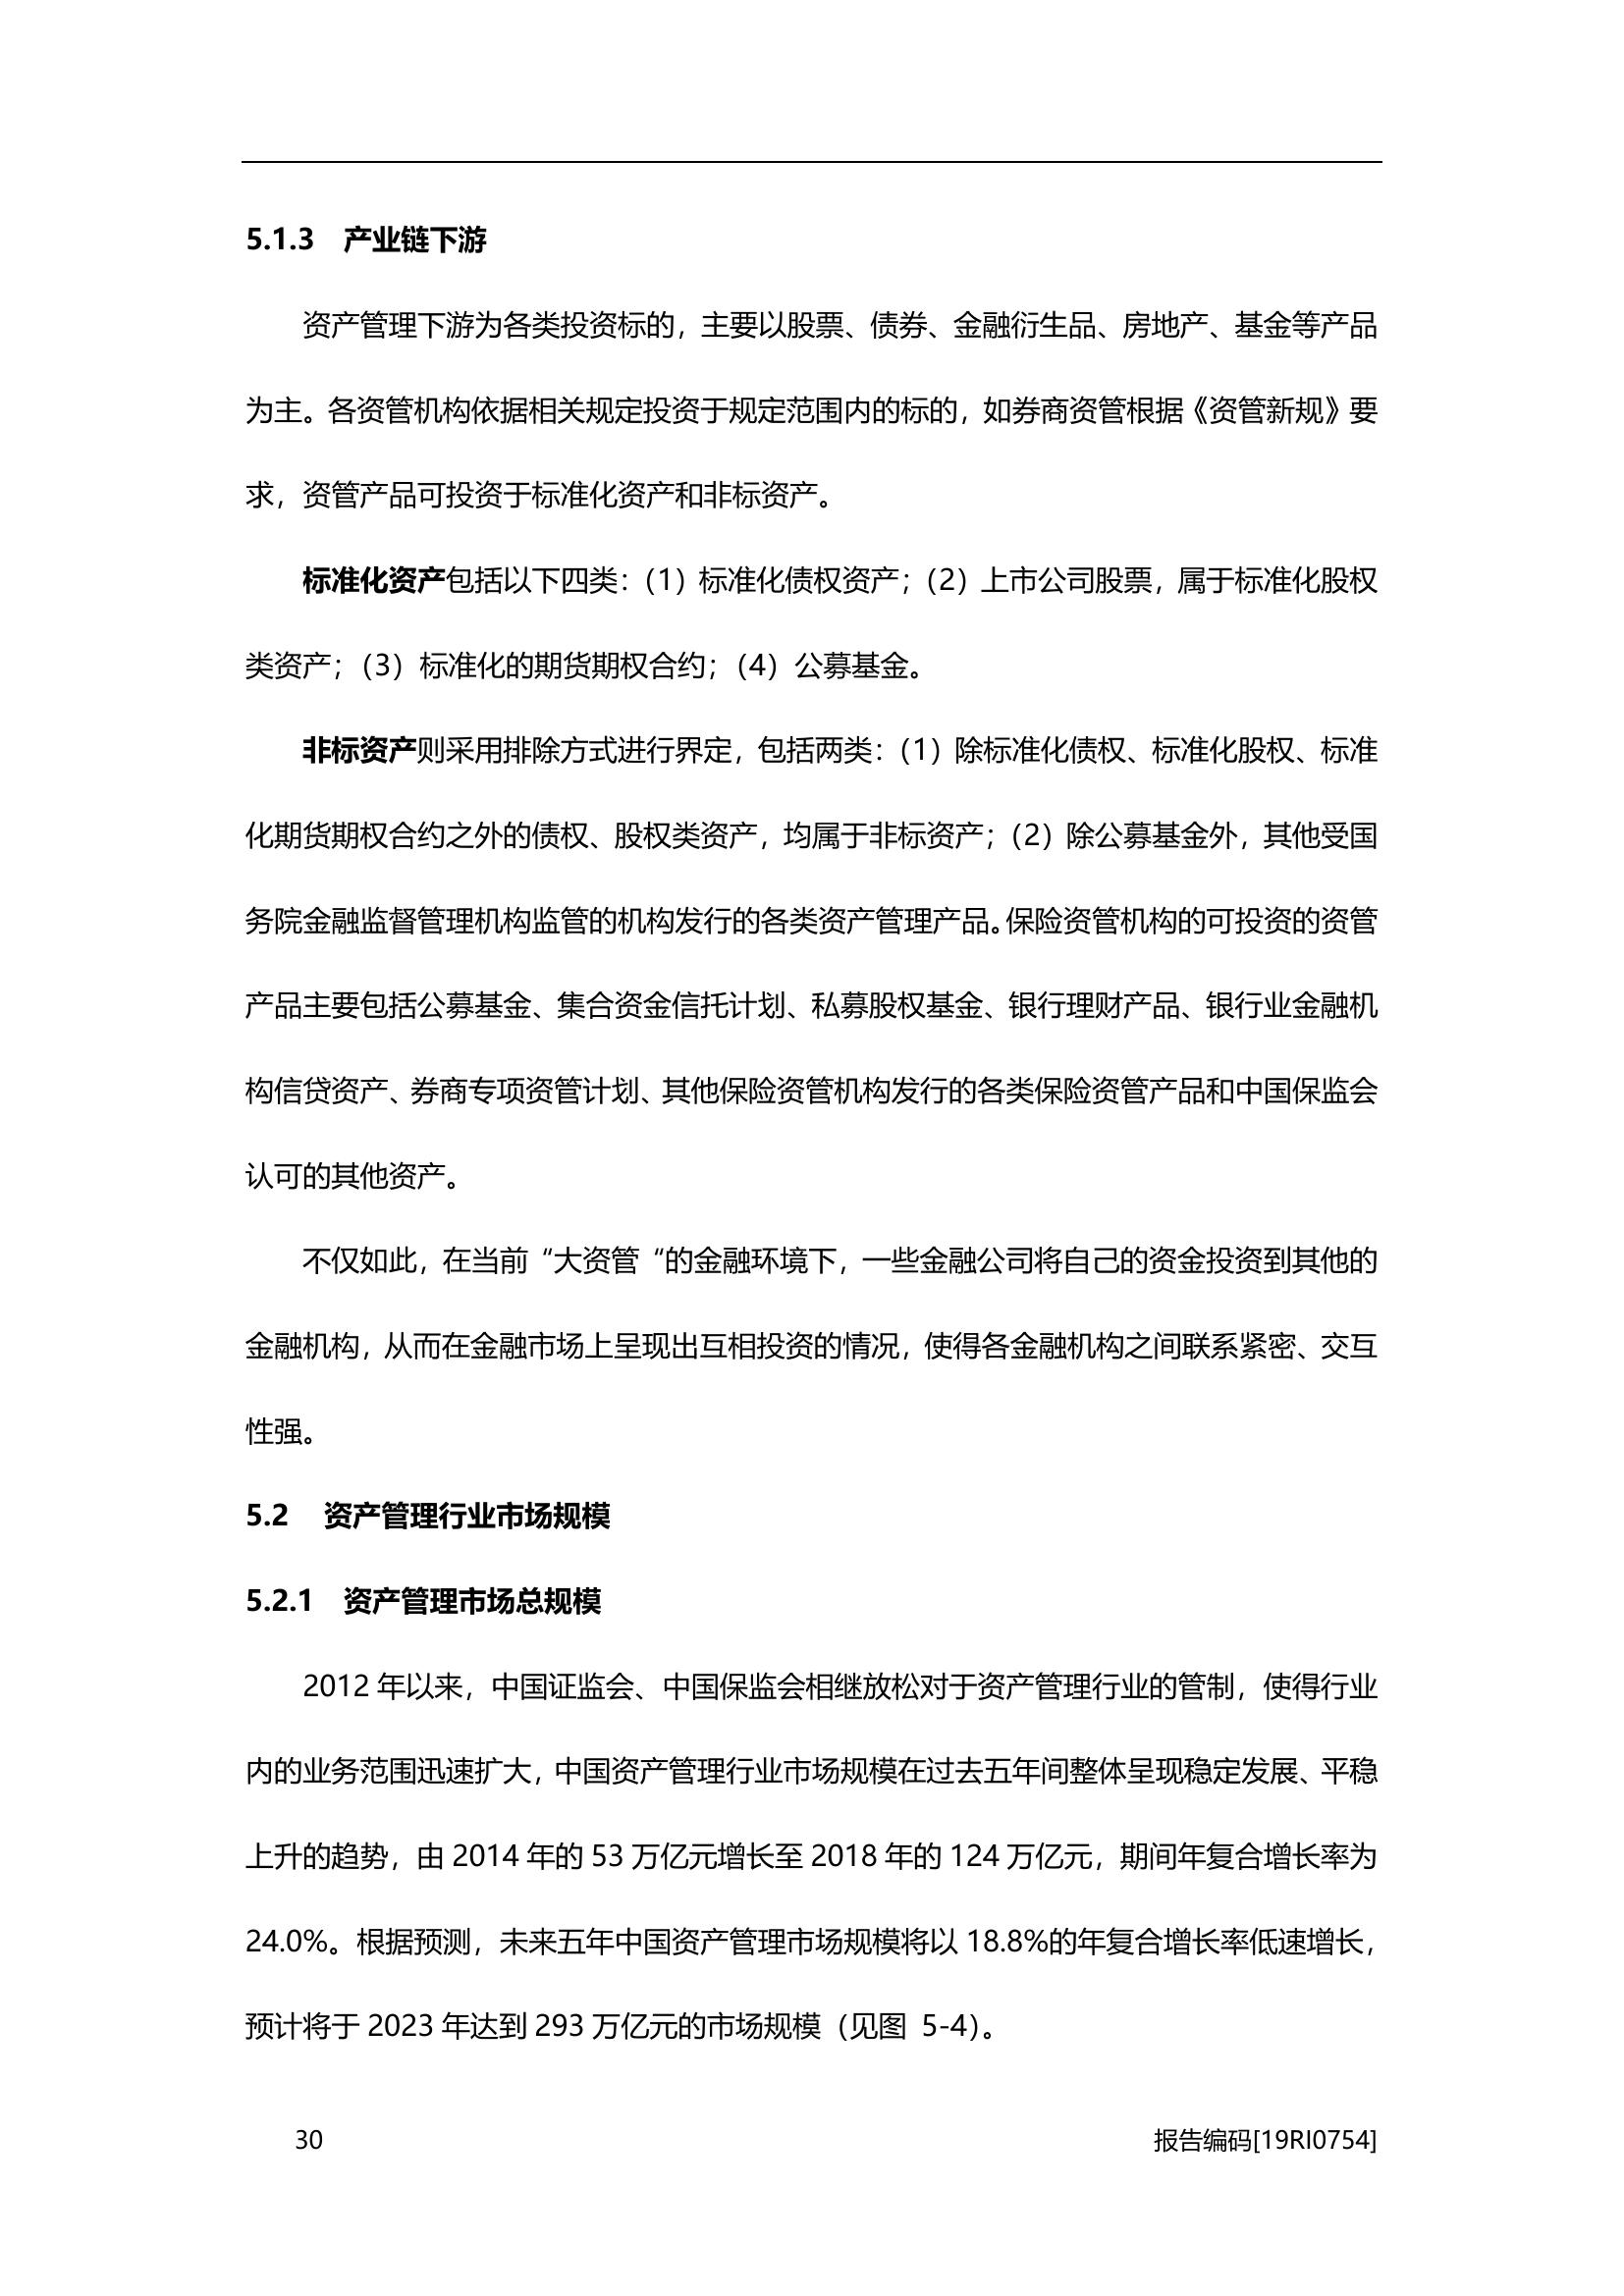 5.1.3 产业链下游
资产管理下游为各类投资标的，主要以股票、债券、金融衍生品、房地产、基金等产品
为主。各资管机构依据相关规定投资于规定范围内的标的，如券商资管根据《资管新规》要
求，资管产品可投资于标准化资产和非标资产。
标准化资产包括以下四类：（1）标准化债权资产；（2）上市公司股票，属于标准化股权
类资产；（3）标准化的期货期权合约；（4）公募基金。
非标资产则采用排除方式进行界定，包括两类：（1）除标准化债权、标准化股权、标准
化期货期权合约之外的债权、股权类资产，均属于非标资产；（2）除公募基金外，其他受国
务院金融监督管理机构监管的机构发行的各类资产管理产品。保险资管机构的可投资的资管
产品主要包括公募基金、集合资金信托计划、私募股权基金、银行理财产品、银行业金融机
构信贷资产、券商专项资管计划、其他保险资管机构发行的各类保险资管产品和中国保监会
认可的其他资产。
不仅如此，在当前“大资管“的金融环境下，一些金融公司将自己的资金投资到其他的
金融机构，从而在金融市场上呈现出互相投资的情况，使得各金融机构之间联系紧密、交互
性强。
5.2 资产管理行业市场规模
5.2.1 资产管理市场总规模
2012 年以来，中国证监会、中国保监会相继放松对于资产管理行业的管制，使得行业
内的业务范围迅速扩大，中国资产管理行业市场规模在过去五年间整体呈现稳定发展、平稳
上升的趋势，由 2014 年的 53 万亿元增长至 2018 年的 124 万亿元，期间年复合增长率为
24.0%。根据预测，未来五年中国资产管理市场规模将以 18.8%的年复合增长率低速增长，
预计将于 2023 年达到 293 万亿元的市场规模（见图 5-4）。
30 报告编码[19RI0754]